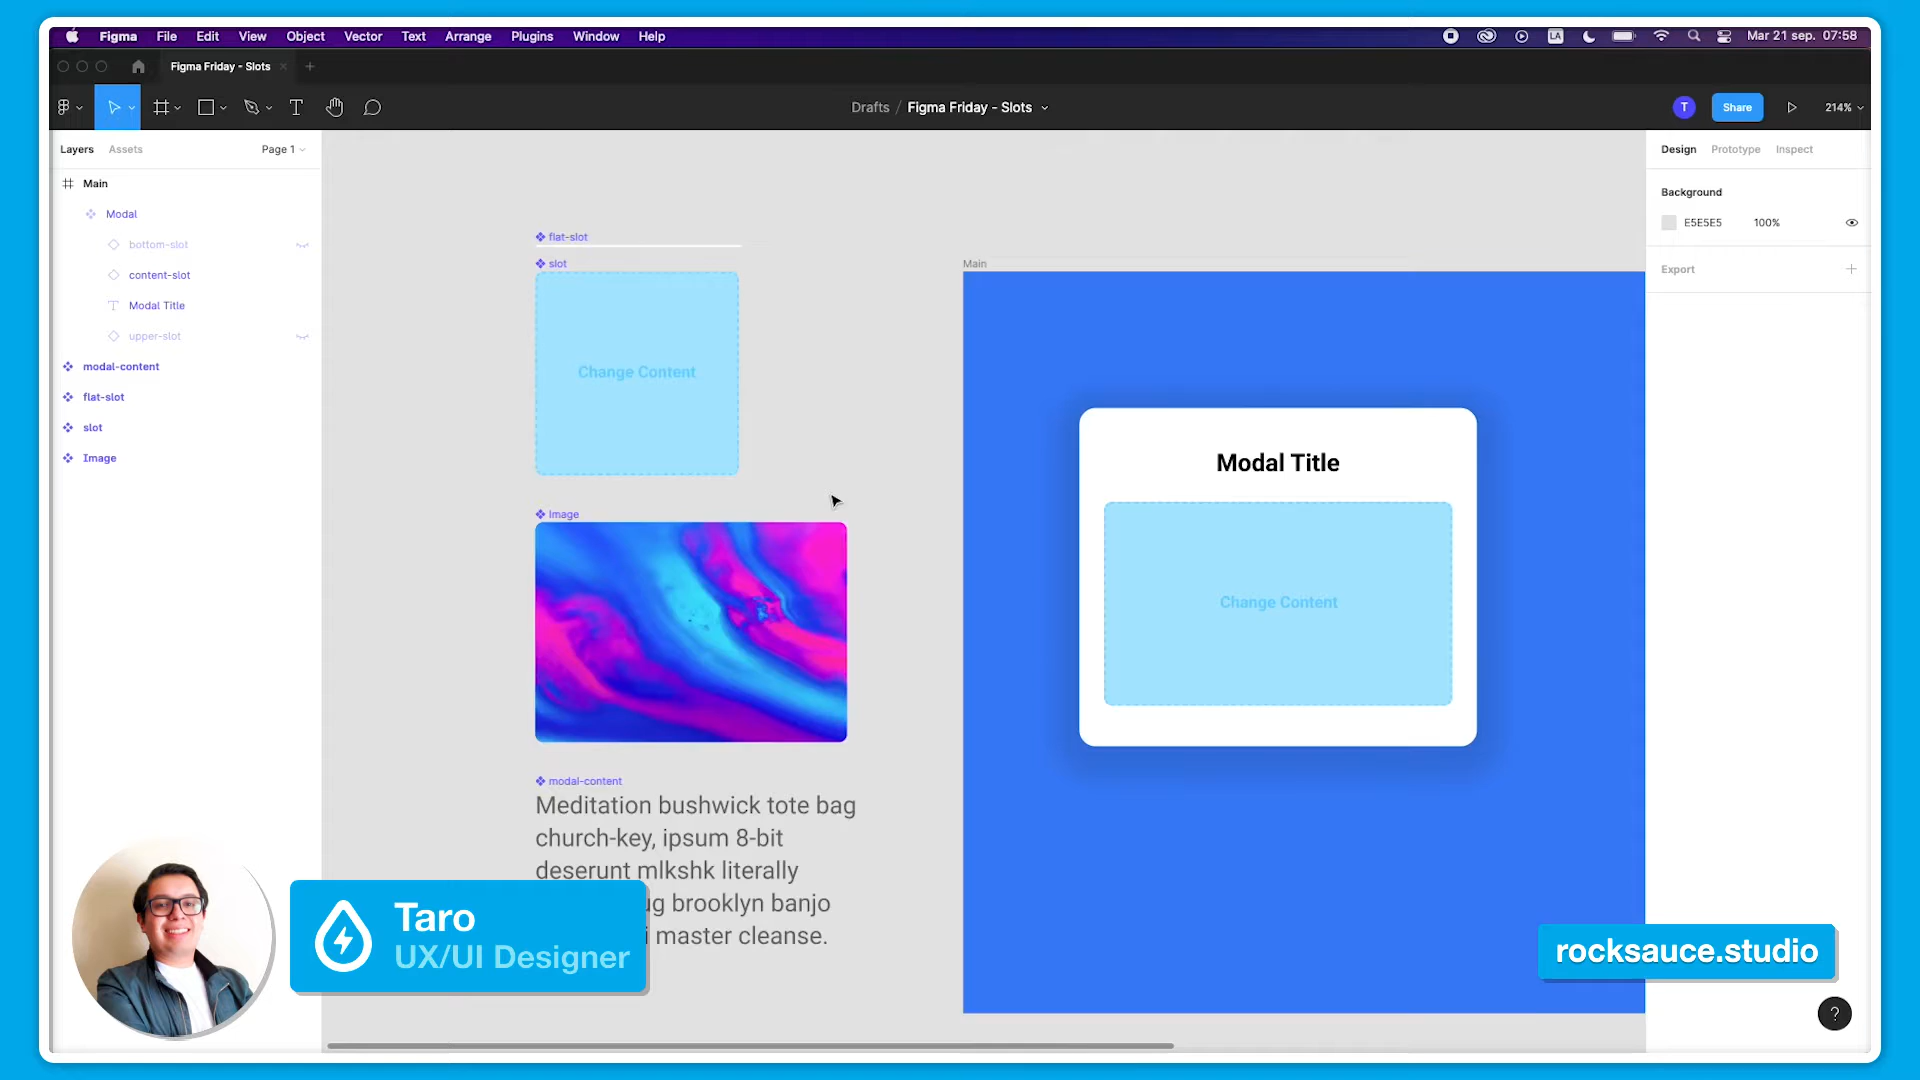 Figma File Edit View Object Vector Text Arrange Plugins Window Help
LA
Mar 21 sep. 07:58
Figma Friday - Slots
Drafts / Figma Friday - Slots
T
Share
214%
Layers Assets Page 1
Main
Modal
bottom-slot
content-slot
Modal Title
upper-slot
modal-content
flat-slot
slot
Image
flat-slot
slot
Change Content
Image
modal-content
Meditation bushwick tote bag
church-key, ipsum 8-bit
deserunt mlkshk literally
brooklyn banjo
master cleanse.
Main
Modal Title
Change Content
Design Prototype Inspect
Background
E5E5E5 100%
Export
Taro
UX/UI Designer
rocksauce.studio
?